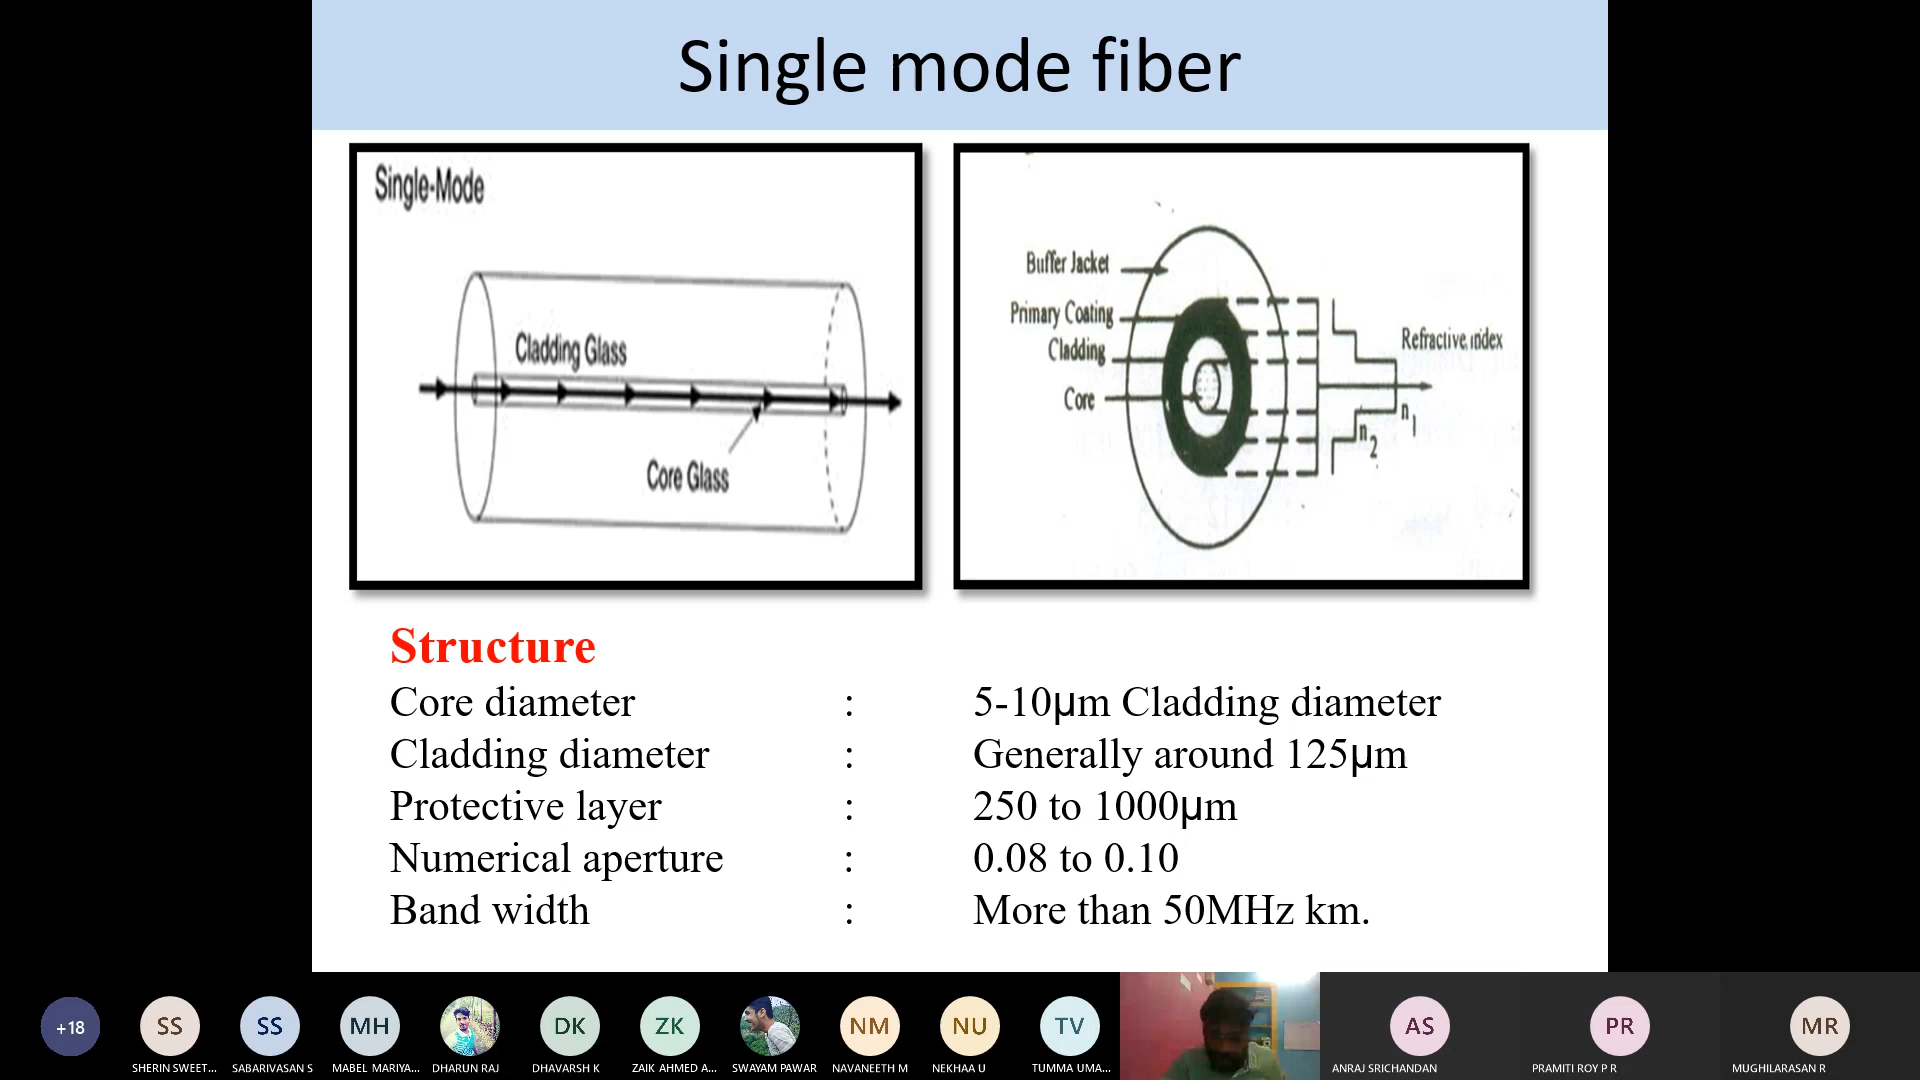 Single mode fiber
Single-Mode
Cladding Glass
Core Glass
Buffer Jacket
Primary Coating
Cladding
Core
Refractive index
n1
n2
Structure
Core diameter : 5-10µm Cladding diameter
Cladding diameter : Generally around 125µm
Protective layer : 250 to 1000µm
Numerical aperture : 0.08 to 0.10
Band width : More than 50MHz km.
+18
SS
SS
MH
DK
ZK
NM
NU
TV
AS
PR
MR
SHERIN SWEET...
SABARIVASAN S
MABEL MARIYA...
DHARUN RAJ
DHAVARSH K
ZAIK AHMED A...
SWAYAM PAWAR
NAVANEETH M
NEKHAA U
TUMMA UMA...
ANRAJ SRICHANDAN
PRAMITI ROY P R
MUGHILARASAN R